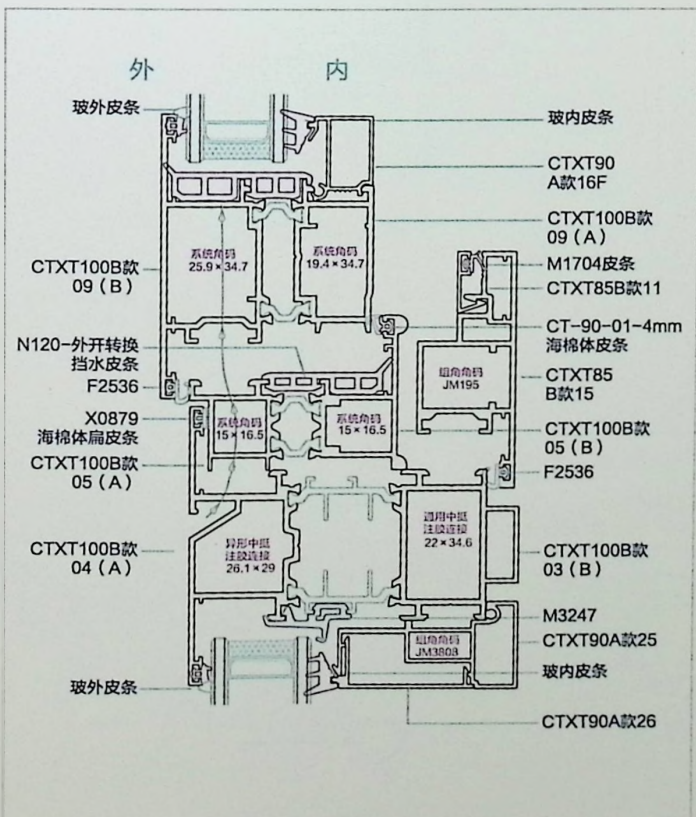 外 内
玻外皮条
玻内皮条
CTXT90
A款16F
CTXT100B款
09（A）
系统角码
25.9×34.7
系统角码
19.4×34.7
CTXT100B款
09（B）
M1704皮条
CTXT85B款11
CT-90-01-4mm
海棉体皮条
N120-外开转换
挡水皮条
组角角码
JM195
CTXT85
B款15
F2536
X0879
海棉体扁皮条
系统角码
15×16.5
系统角码
15×16.5
CTXT100B款
05（B）
CTXT100B款
05（A）
F2536
异形中挺
注胶连接
26.1×29
通用中挺
注胶连接
22×34.6
CTXT100B款
04（A）
CTXT100B款
03（B）
M3247
组角角码
JM3808
CTXT90A款25
玻内皮条
玻外皮条
CTXT90A款26